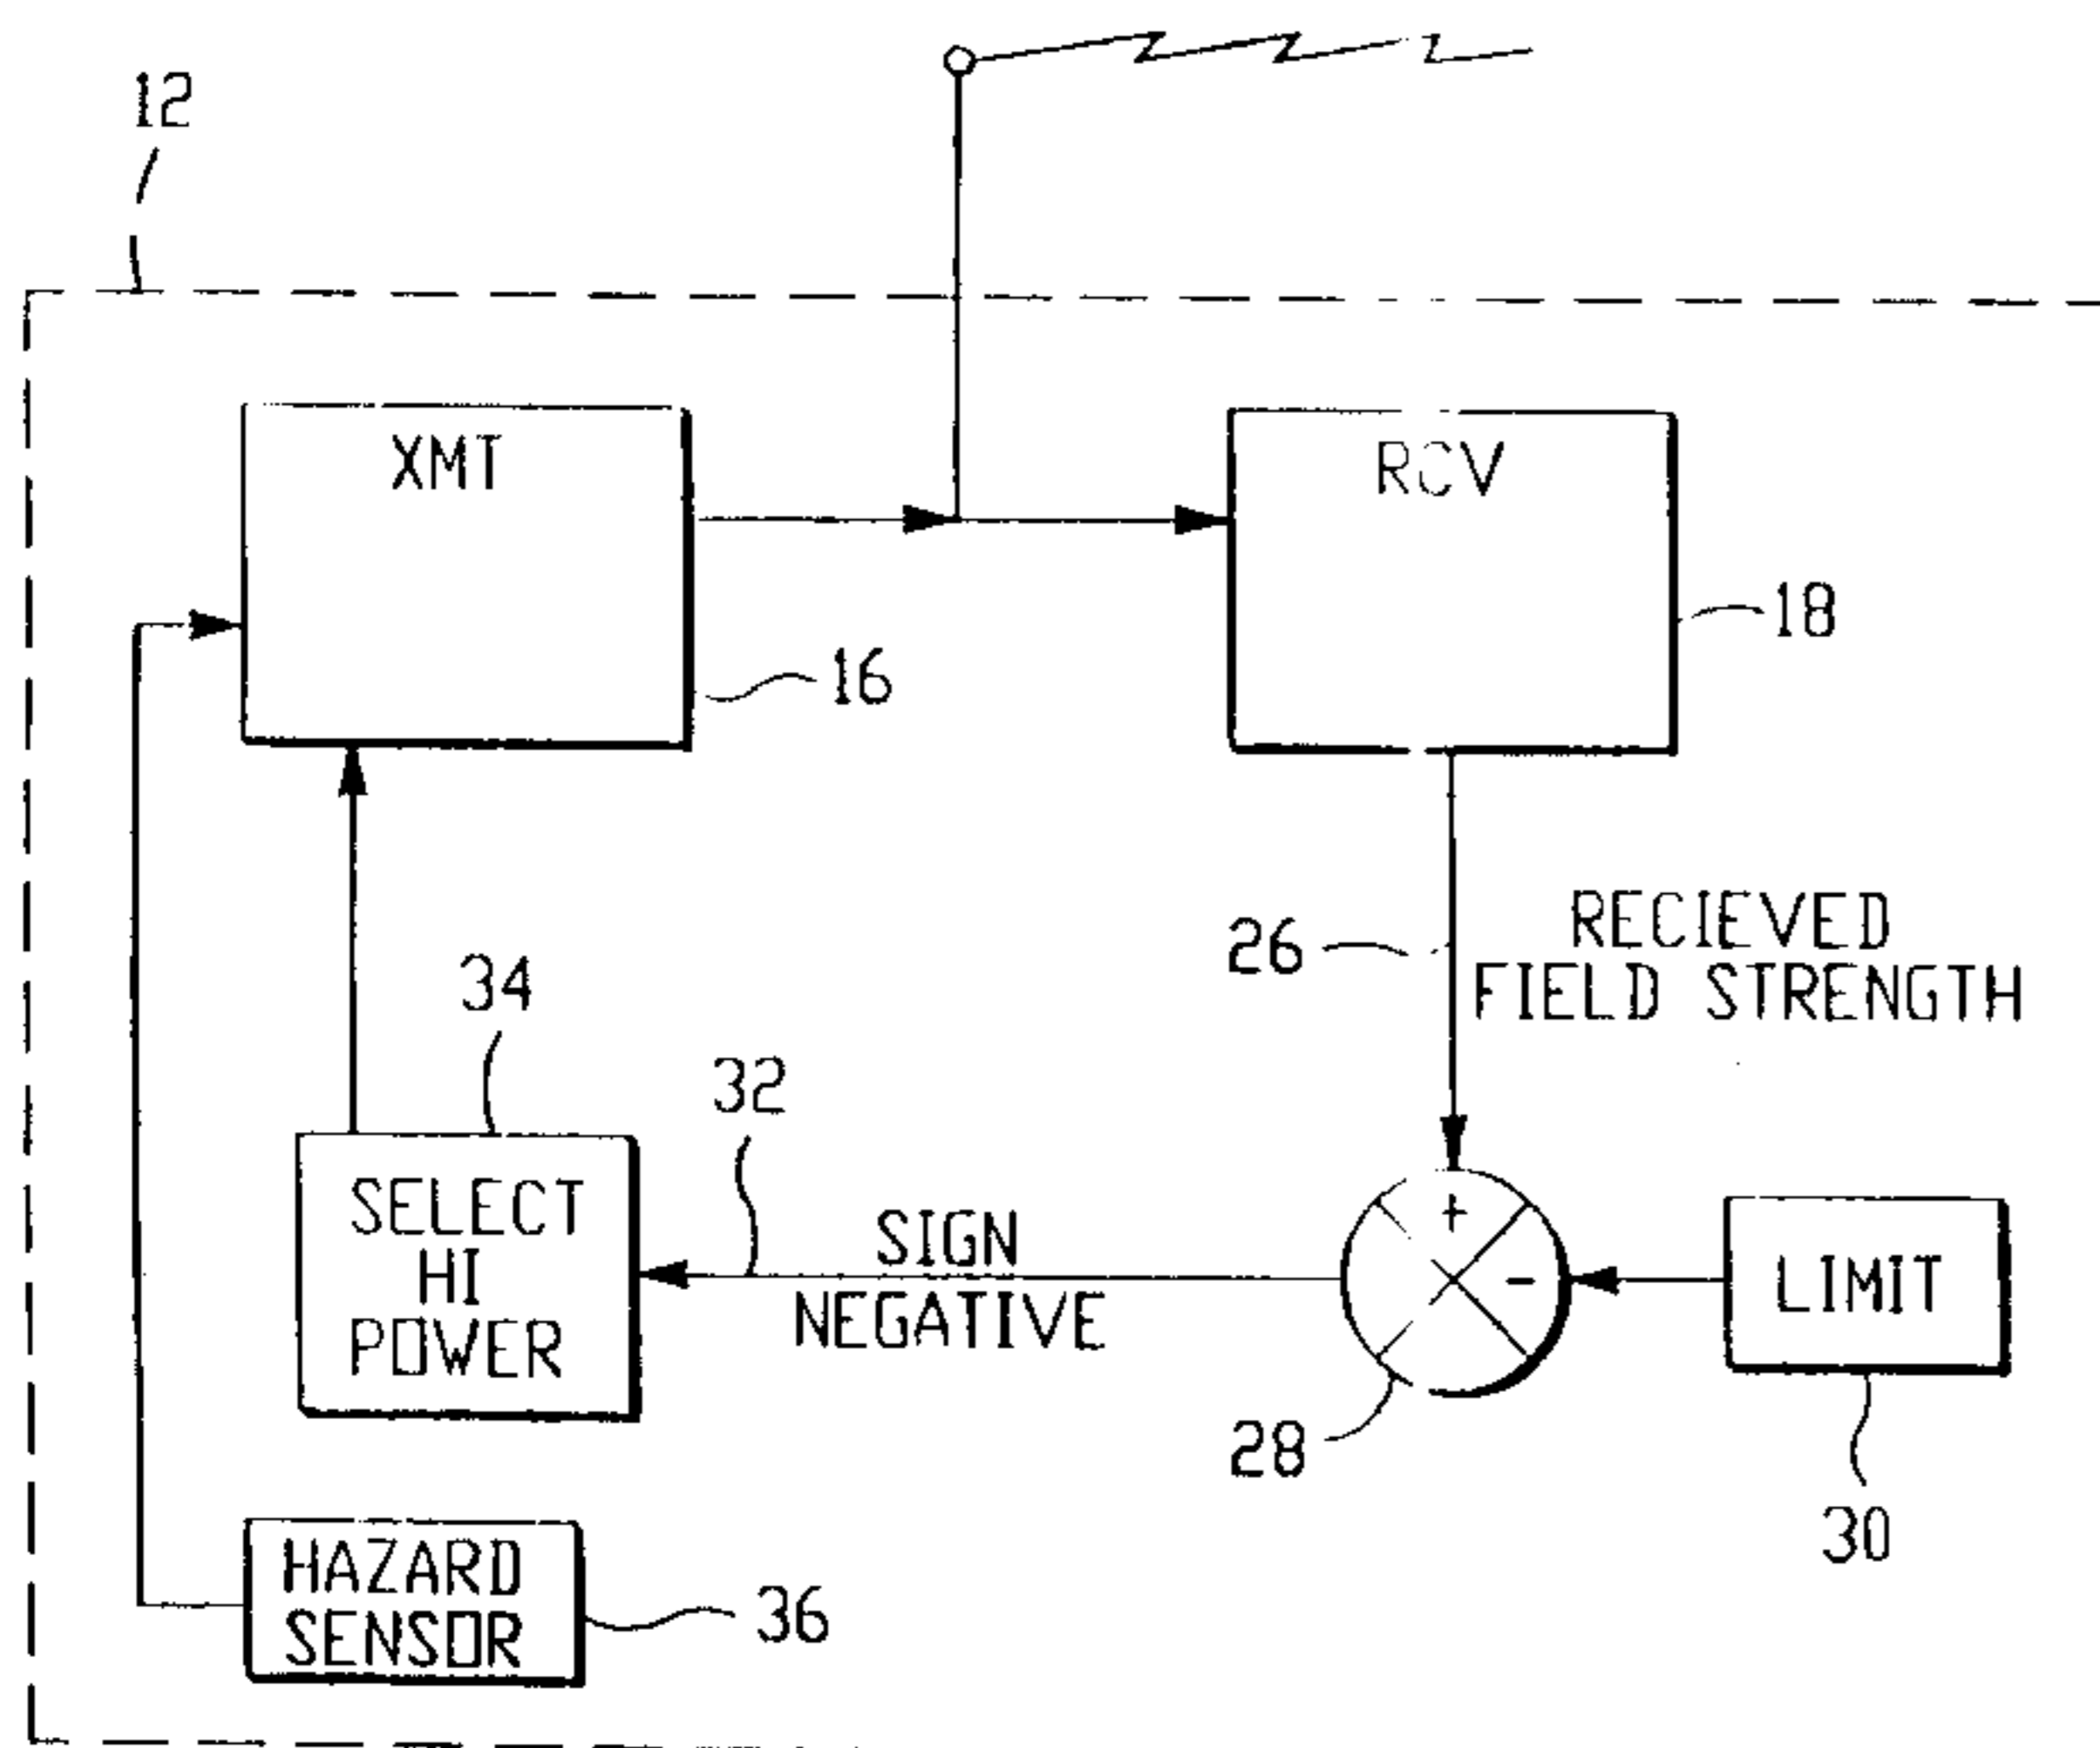 12
XMT
RCV
18
16
26
RECIEVED
FIELD STRENGTH
34
32
SELECT
HI
POWER
SIGN
NEGATIVE
+
-
LIMIT
28
30
HAZARD
SENSOR
36